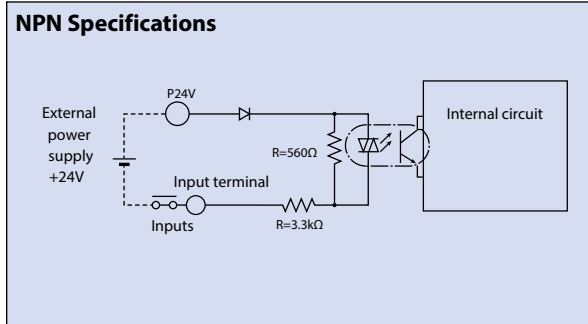 NPN Specifications
P24V
External
power
supply
+24V
Internal circuit
R=560Ω
Input terminal
Inputs
R=3.3kΩ